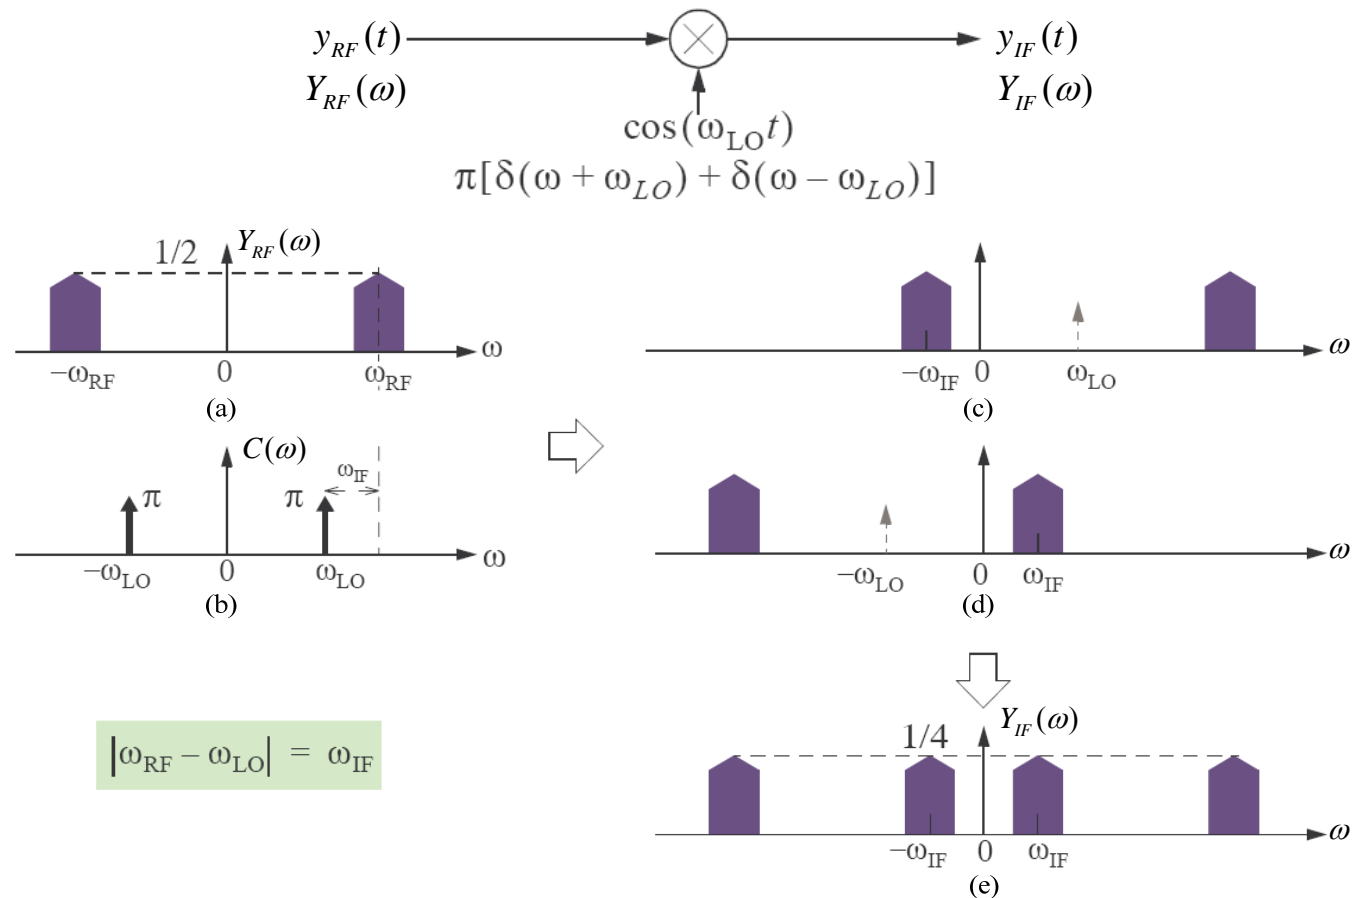 y_RF(t)
Y_RF(ω)
y_IF(t)
Y_IF(ω)
cos(ω_LO t)
π[δ(ω + ω_LO) + δ(ω − ω_LO)]
1/2
Y_RF(ω)
−ω_RF
0
ω_RF
ω
(a)
C(ω)
π
π
ω_IF
−ω_LO
0
ω_LO
ω
(b)
−ω_IF
0
ω_LO
ω
(c)
−ω_LO
0
ω_IF
ω
(d)
|ω_RF − ω_LO| = ω_IF
1/4
Y_IF(ω)
−ω_IF
0
ω_IF
ω
(e)